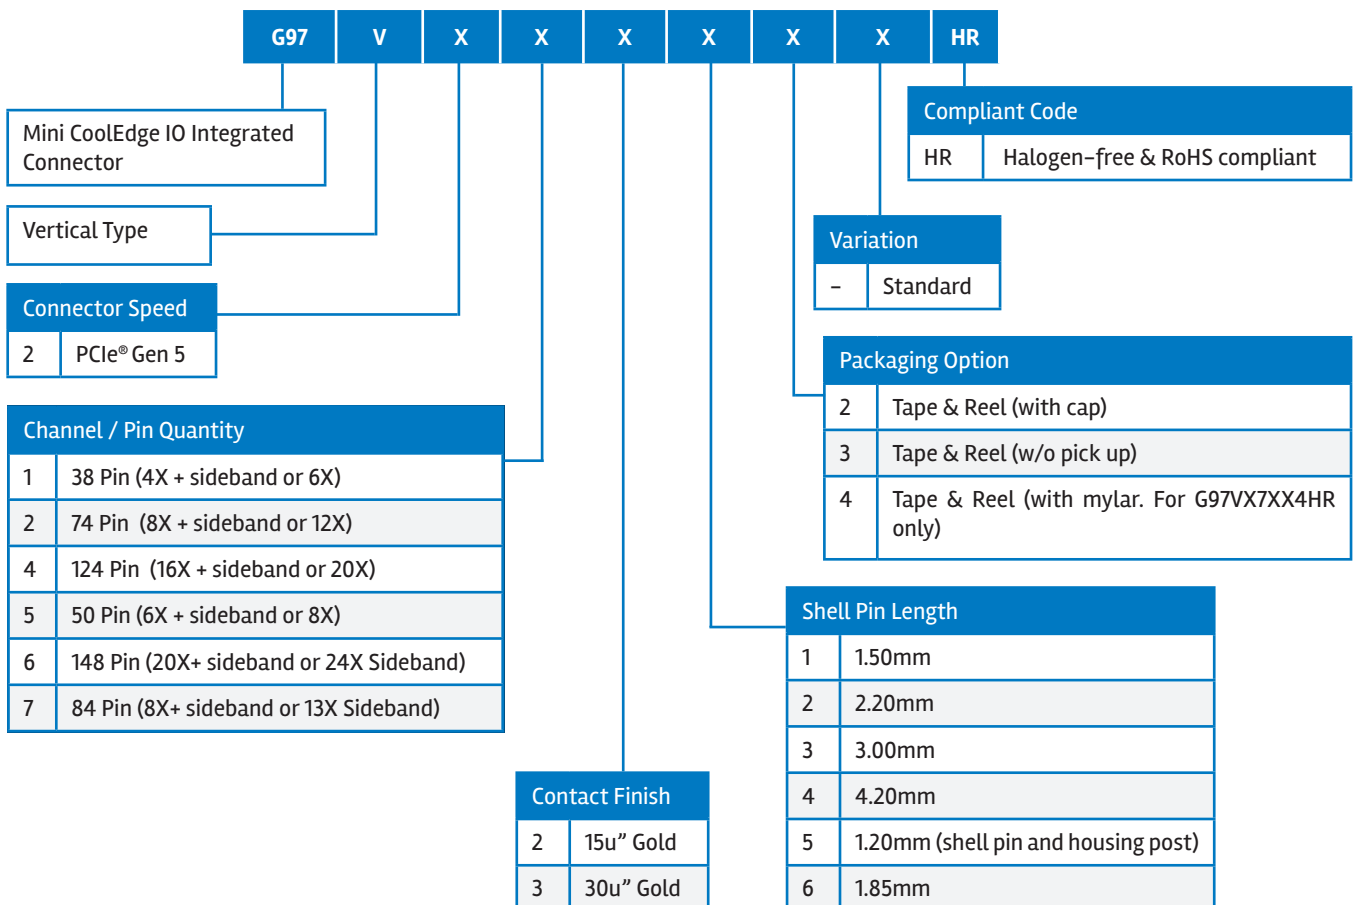 G97 V X X X X X X HR
Mini CoolEdge IO Integrated
Connector
Vertical Type
Connector Speed
2 PCIe® Gen 5
Channel / Pin Quantity
1 38 Pin (4X + sideband or 6X)
2 74 Pin (8X + sideband or 12X)
4 124 Pin (16X + sideband or 20X)
5 50 Pin (6X + sideband or 8X)
6 148 Pin (20X+ sideband or 24X Sideband)
7 84 Pin (8X+ sideband or 13X Sideband)
Contact Finish
2 15u” Gold
3 30u” Gold
Shell Pin Length
1 1.50mm
2 2.20mm
3 3.00mm
4 4.20mm
5 1.20mm (shell pin and housing post)
6 1.85mm
Packaging Option
2 Tape & Reel (with cap)
3 Tape & Reel (w/o pick up)
4 Tape & Reel (with mylar. For G97VX7XX4HR
only)
Variation
– Standard
Compliant Code
HR Halogen-free & RoHS compliant